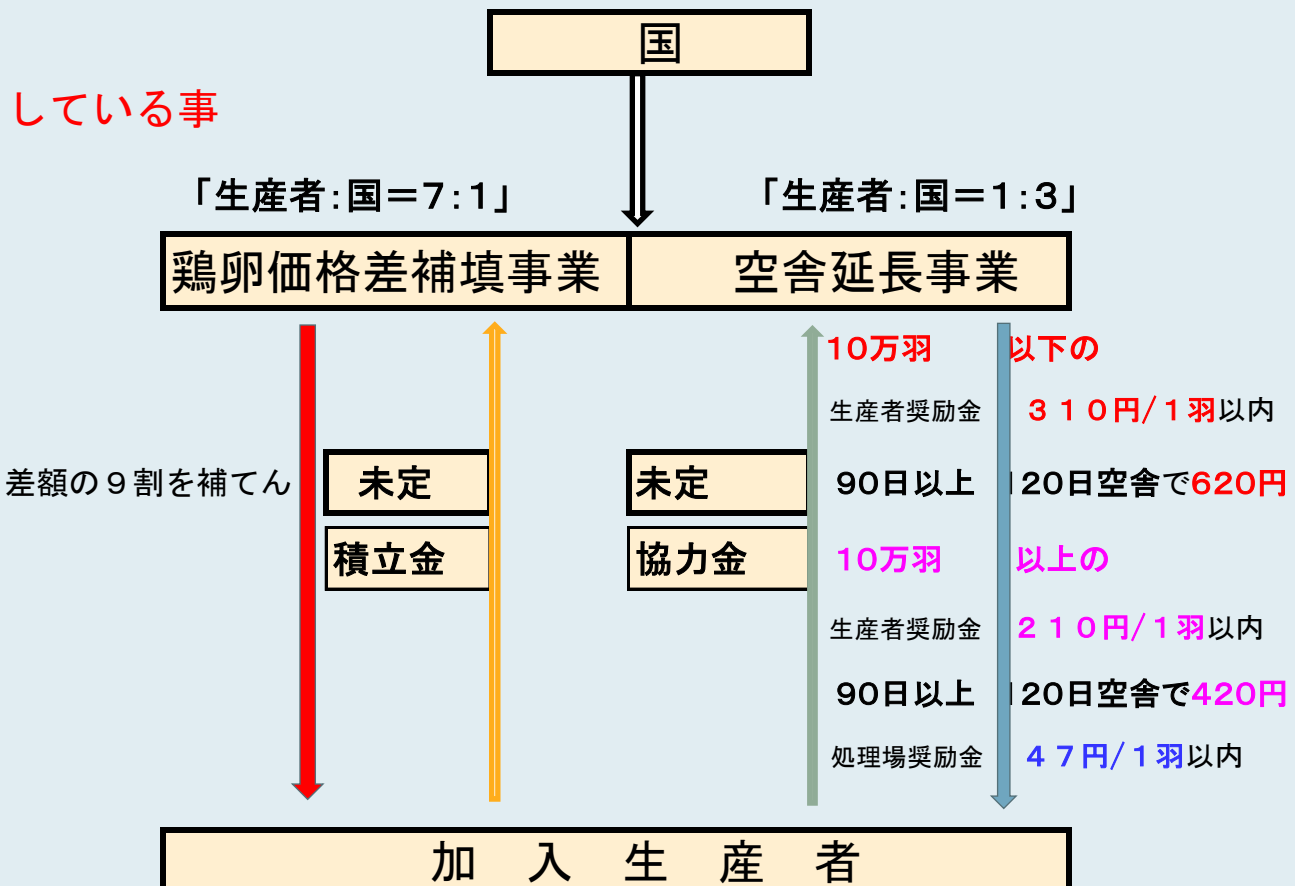 国
している事
「生産者:国＝7:1」 「生産者:国＝1:3」
鶏卵価格差補填事業 空舎延長事業
10万羽 以下の
生産者奨励金 ３１０円/１羽以内
差額の９割を補てん 未定 未定 90日以上 120日空舎で620円
積立金 協力金 10万羽 以上の
生産者奨励金 ２１０円/１羽以内
90日以上 120日空舎で420円
処理場奨励金 ４７円/１羽以内
加入生産者